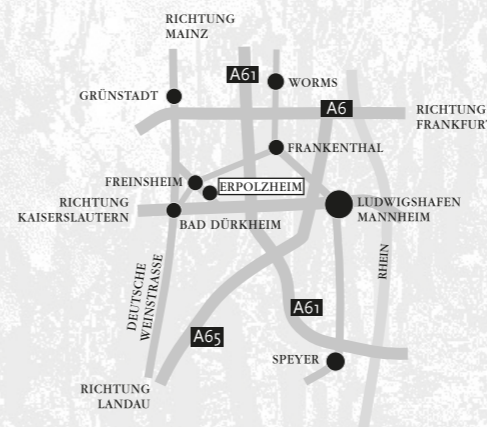 RICHTUNG
MAINZ
A61
WORMS
GRÜNSTADT
A6
RICHTUNG
FRANKFURT
FRANKENTHAL
FREINSHEIM
ERPOLZHEIM
RICHTUNG
KAISERSLAUTERN
LUDWIGSHAFEN
MANNHEIM
BAD DÜRKHEIM
DEUTSCHE
WEINSTRASSE
RHEIN
A61
A65
SPEYER
RICHTUNG
LANDAU